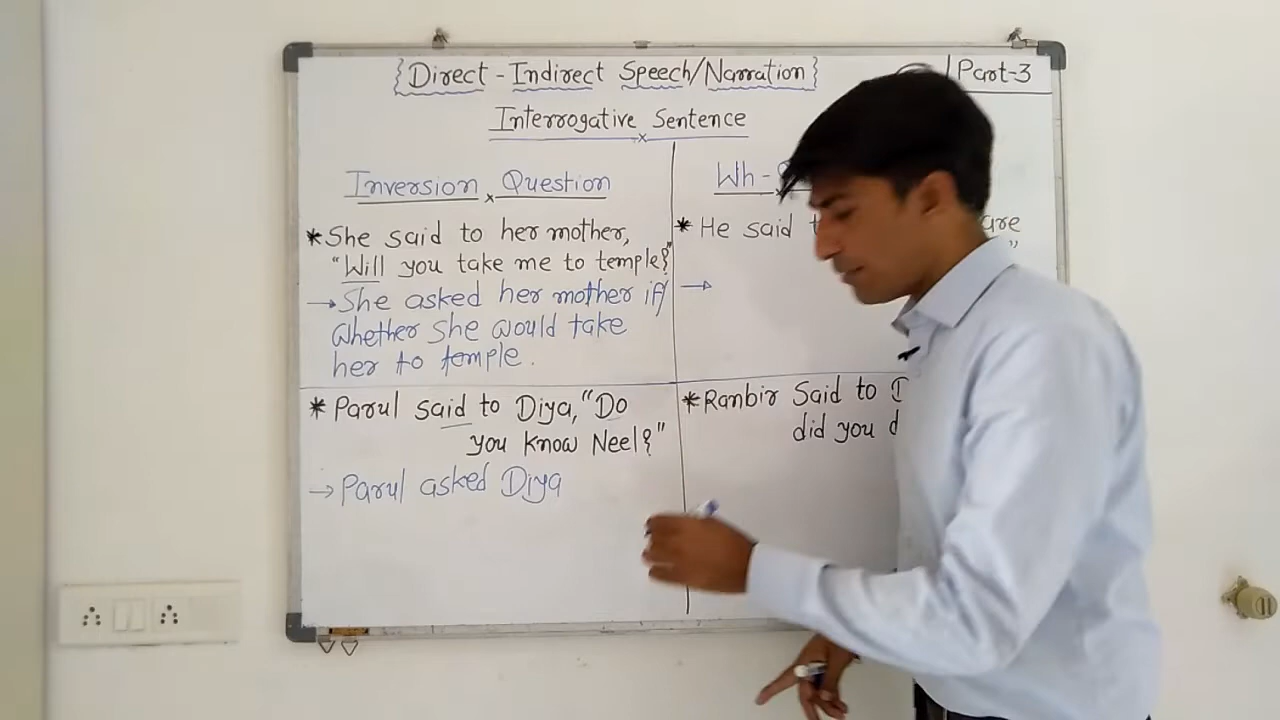 {Direct - Indirect Speech/Narration}
Part-3
Interrogative Sentence
Inversion Question
* She said to her mother,
"Will you take me to temple?"
→ She asked her mother if/
whether she would take
her to temple.
* Parul said to Diya, "Do
you know Neel?"
→ Parul asked Diya
Wh-
* He said are
"
→
* Ranbir Said to
did you